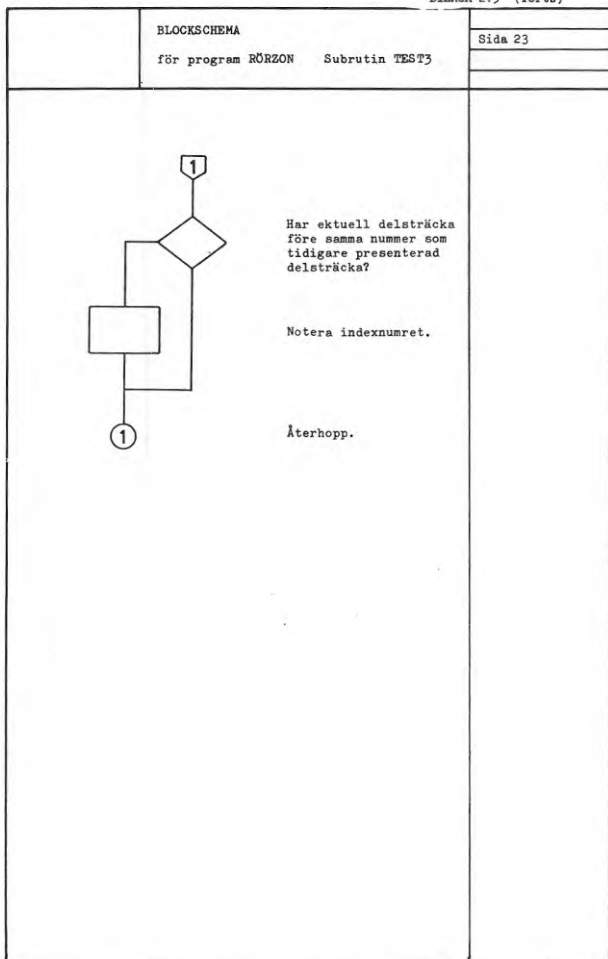 BLOCKSCHEMA
för program RÖRZON Subrutin TEST3
Sida 23
1
Har ektuell delsträcka
före samma nummer som
tidigare presenterad
delsträcka?
Notera indexnumret.
1
Återhopp.